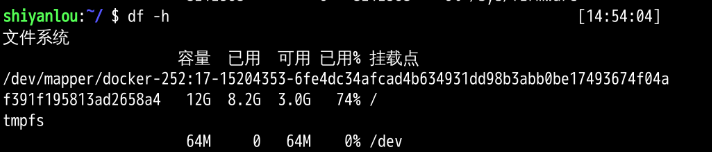 shiyanlou:~/ $ df -h [14:54:04]
文件系统
容量 已用 可用 已用% 挂载点
/dev/mapper/docker-252:17-15204353-6fe4dc34afcad4b634931dd98b3abb0be17493674f04a
f391f195813ad2658a4 12G 8.2G 3.0G 74% /
tmpfs
64M 0 64M 0% /dev